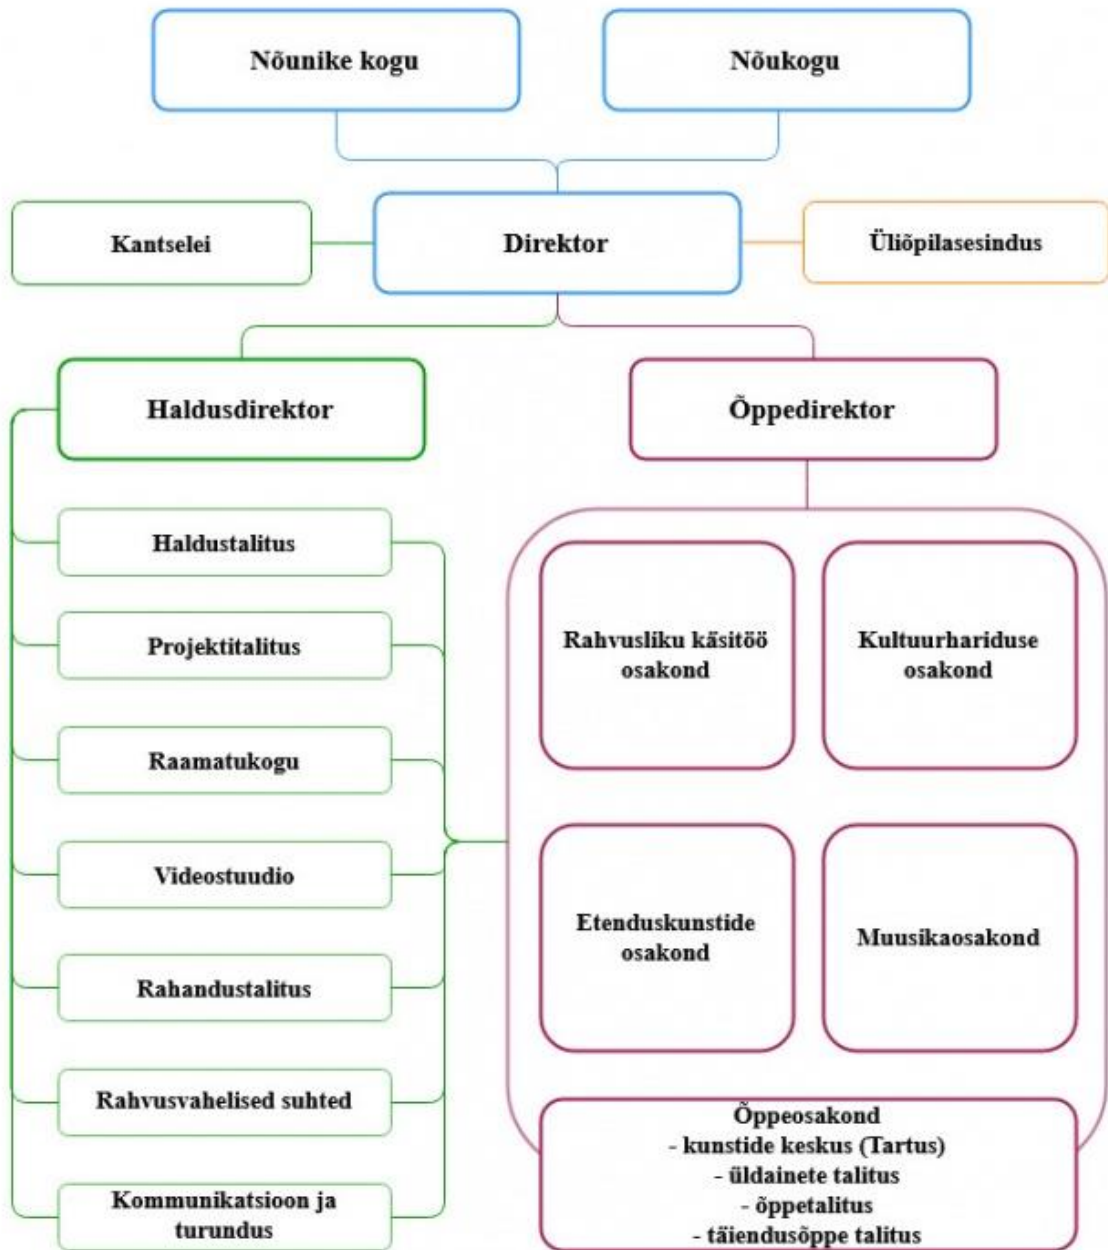 Nõunike kogu
Nõukogu
Kantselei
Direktor
Üliõpilasesindus
Haldusdirektor
Õppedirektor
Haldustalitus
Projektitalitus
Raamatukogu
Videostuudio
Rahandustalitus
Rahvusvahelised suhted
Kommunikatsioon ja
turundus
Rahvusliku käsitöö
osakond
Kultuurhariduse
osakond
Etenduskunstide
osakond
Muusikaosakond
Õppeosakond
- kunstide keskus (Tartus)
- üldainete talitus
- õppetalitus
- täiendusõppe talitus